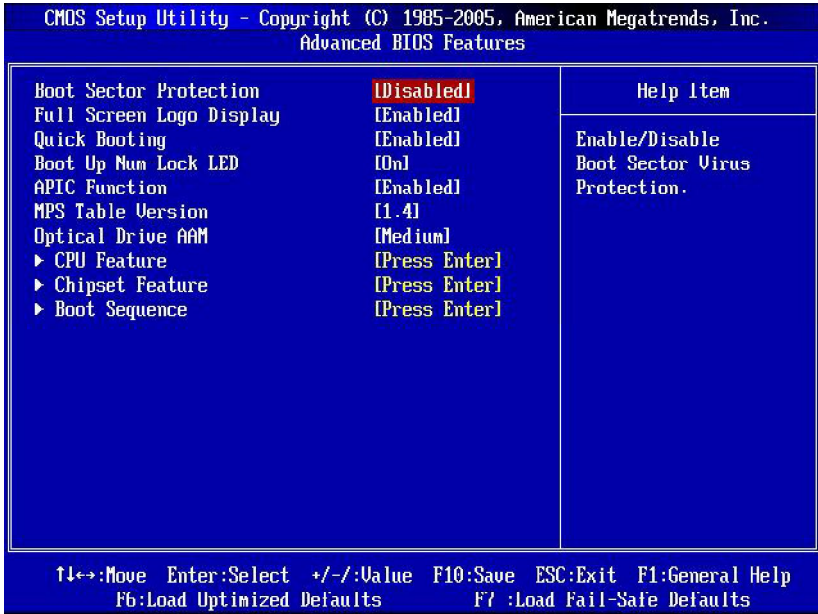 CMOS Setup Utility - Copyright (C) 1985-2005, American Megatrends, Inc.
Advanced BIOS Features
Boot Sector Protection [Disabled]
Full Screen Logo Display [Enabled]
Quick Booting [Enabled]
Boot Up Num Lock LED [On]
APIC Function [Enabled]
MPS Table Version [1.4]
Optical Drive AAM [Medium]
▶ CPU Feature [Press Enter]
▶ Chipset Feature [Press Enter]
▶ Boot Sequence [Press Enter]
Help Item
Enable/Disable
Boot Sector Virus
Protection.
↑↓↔:Move Enter:Select +/-/:Value F10:Save ESC:Exit F1:General Help
F6:Load Optimized Defaults F7 :Load Fail-Safe Defaults